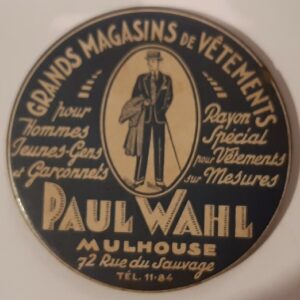 GRANDS MAGASINS DE VÊTEMENTS
pour
Hommes
Jeunes-Gens
et Garçonnets
Rayon
Spécial
pour Vêtements
sur Mesures
PAUL WAHL
MULHOUSE
72 Rue du Sauvage
TÉL. 11-84